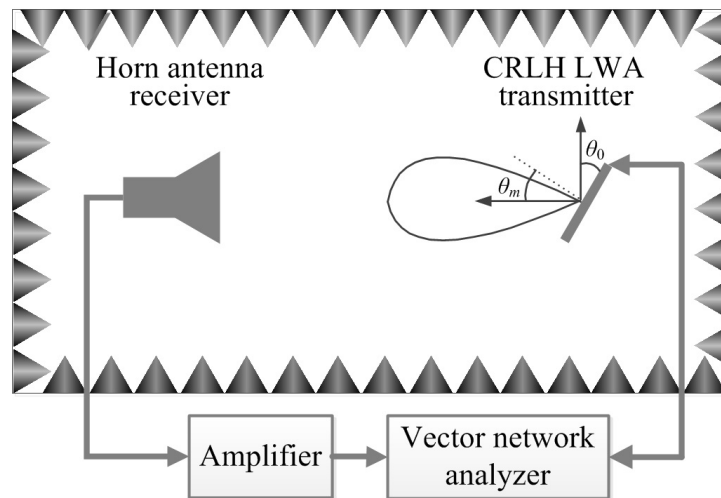 Horn antenna
receiver
CRLH LWA
transmitter
θ₀
θₘ
Amplifier
Vector network
analyzer